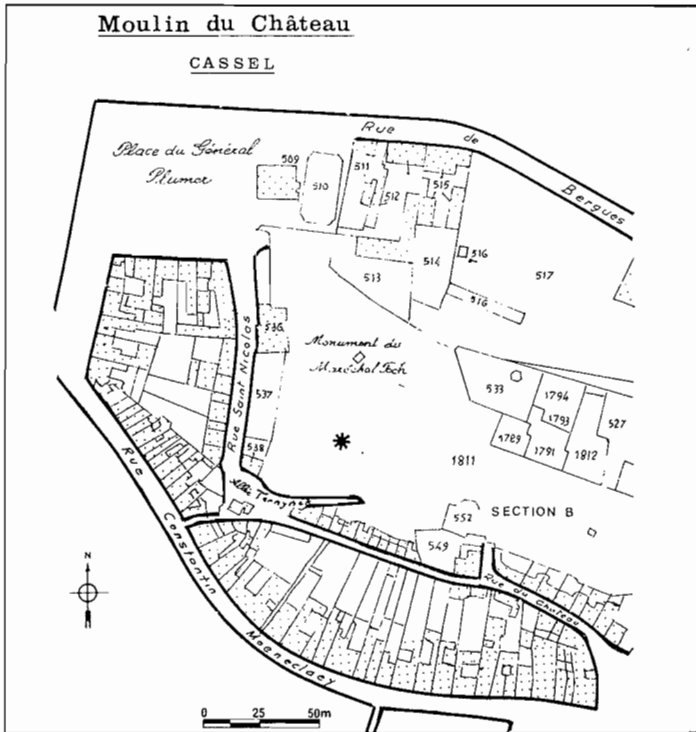 Moulin du Château
CASSEL
Rue de Bergues
Place du Général
Plumer
509
510
511
512
515
514
516
516
513
517
536
Monument du
Maréchal Foch
Rue Saint Nicolas
537
533
1794
1793
527
538
1789
1791
1812
1811
552
SECTION B
549
Rue Constantin Moeneclaey
Rue du Chateau
N
0 25 50m